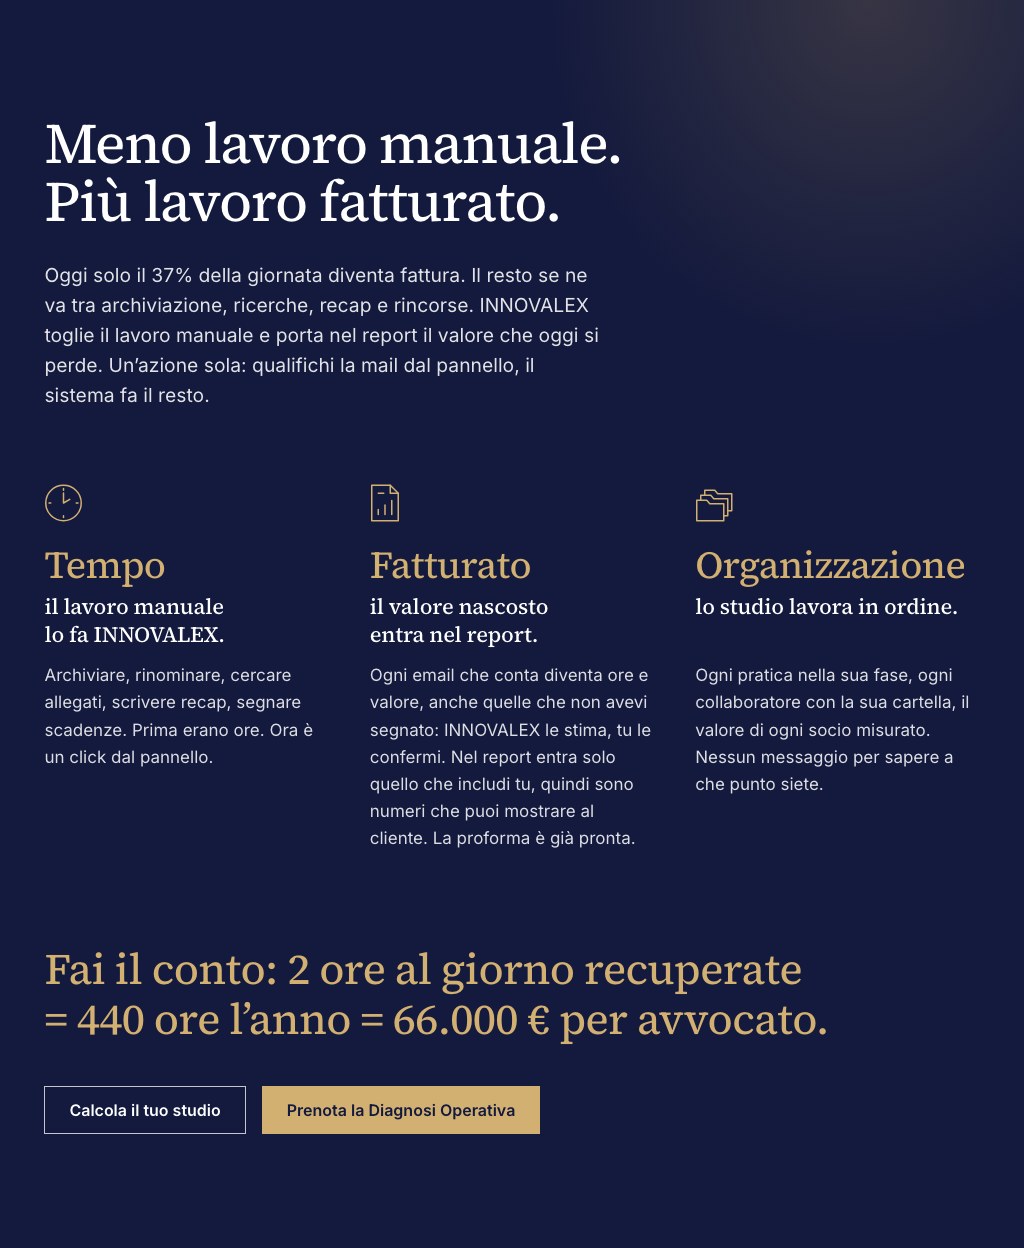 Meno lavoro manuale.
Più lavoro fatturato.
Oggi solo il 37% della giornata diventa fattura. Il resto se ne
va tra archiviazione, ricerche, recap e rincorse. INNOVALEX
toglie il lavoro manuale e porta nel report il valore che oggi si
perde. Un’azione sola: qualifichi la mail dal pannello, il
sistema fa il resto.
Tempo
il lavoro manuale
lo fa INNOVALEX.
Archiviare, rinominare, cercare
allegati, scrivere recap, segnare
scadenze. Prima erano ore. Ora è
un click dal pannello.
Fatturato
il valore nascosto
entra nel report.
Ogni email che conta diventa ore e
valore, anche quelle che non avevi
segnato: INNOVALEX le stima, tu le
confermi. Nel report entra solo
quello che includi tu, quindi sono
numeri che puoi mostrare al
cliente. La proforma è già pronta.
Organizzazione
lo studio lavora in ordine.
Ogni pratica nella sua fase, ogni
collaboratore con la sua cartella, il
valore di ogni socio misurato.
Nessun messaggio per sapere a
che punto siete.
Fai il conto: 2 ore al giorno recuperate
= 440 ore l’anno = 66.000 € per avvocato.
Calcola il tuo studio
Prenota la Diagnosi Operativa